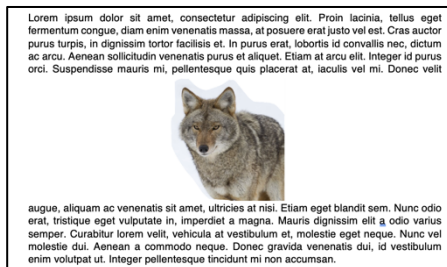 Lorem ipsum dolor sit amet, consectetur adipiscing elit. Proin lacinia, tellus eget
fermentum congue, diam enim venenatis massa, at posuere erat justo vel est. Cras auctor
purus turpis, in dignissim tortor facilisis et. In purus erat, lobortis id convallis nec, dictum
ac arcu. Aenean sollicitudin venenatis purus et aliquet. Etiam at arcu elit. Integer id purus
orci. Suspendisse mauris mi, pellentesque quis placerat at, iaculis vel mi. Donec velit
augue, aliquam ac venenatis sit amet, ultricies at nisi. Etiam eget blandit sem. Nunc odio
erat, tristique eget vulputate in, imperdiet a magna. Mauris dignissim elit a odio varius
semper. Curabitur lorem velit, vehicula at vestibulum et, molestie eget neque. Nunc vel
molestie dui. Aenean a commodo neque. Donec gravida venenatis dui, id vestibulum
enim volutpat ut. Integer pellentesque tincidunt mi non accumsan.